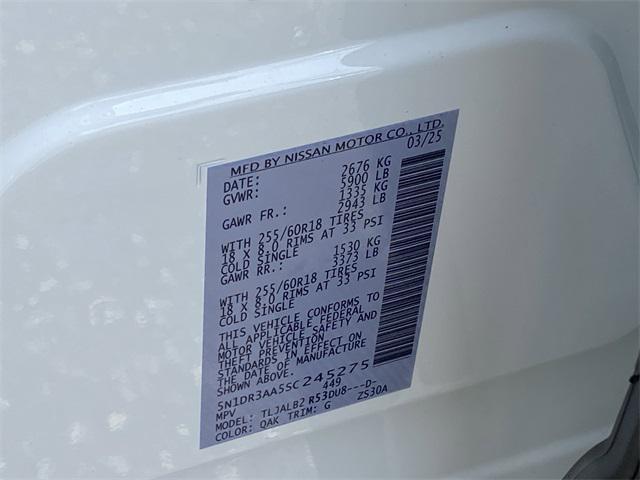 MFD BY NISSAN MOTOR CO., LTD.
DATE: 03/25
GVWR: 2676 KG
5900 LB
GAWR FR.: 1335 KG
2943 LB
WITH 255/60R18 TIRES
18 X 8.0 RIMS AT 33 PSI
COLD SINGLE
GAWR RR.: 1530 KG
3373 LB
WITH 255/60R18 TIRES
18 X 8.0 RIMS AT 33 PSI
COLD SINGLE
THIS VEHICLE CONFORMS TO
ALL APPLICABLE FEDERAL
MOTOR VEHICLE SAFETY AND
THEFT PREVENTION
STANDARDS IN EFFECT ON
THE DATE OF MANUFACTURE
SHOWN ABOVE.
5N1DR3AA5SC245275
MPV 449
MODEL: TLJALB2 R53DU8---D-
COLOR: QAK TRIM: G ZS30A